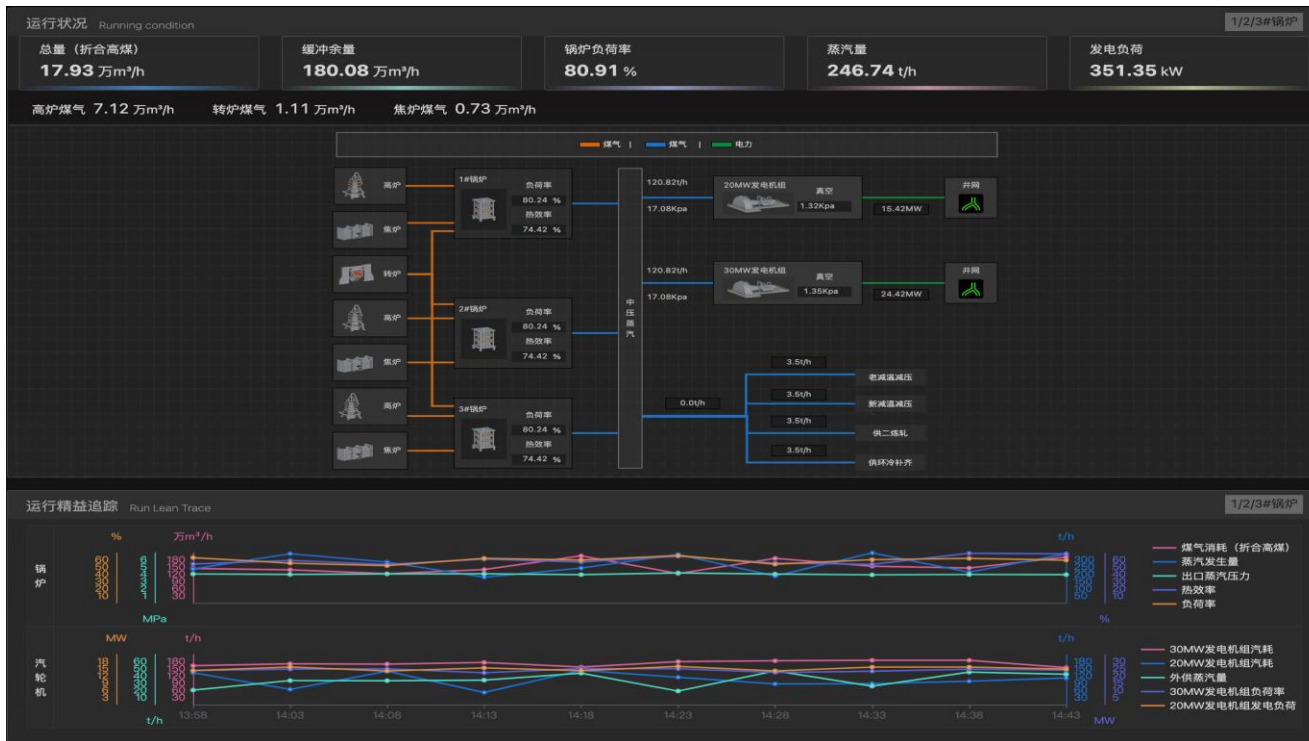 运行状况 Running condition
1/2/3#锅炉
总量（折合高煤） 缓冲余量 锅炉负荷率 蒸汽量 发电负荷
17.93 万m³/h 180.08 万m³/h 80.91 % 246.74 t/h 351.35 kW
高炉煤气 7.12 万m³/h 转炉煤气 1.11 万m³/h 焦炉煤气 0.73 万m³/h
煤气 | 煤气 | 电力
高炉
焦炉
转炉
高炉
焦炉
高炉
焦炉
1#锅炉
负荷率
80.24 %
热效率
74.42 %
2#锅炉
负荷率
80.24 %
热效率
74.42 %
3#锅炉
负荷率
80.24 %
热效率
74.42 %
中压蒸汽
120.82t/h
17.08Kpa
20MW发电机组
真空
1.32Kpa
15.42MW
并网
120.82t/h
17.08Kpa
30MW发电机组
真空
1.35Kpa
24.42MW
并网
0.0t/h
3.5t/h
老减温减压
3.5t/h
新减温减压
3.5t/h
供二炼轧
3.5t/h
供环冷补齐
运行精益追踪 Run Lean Trace
1/2/3#锅炉
锅炉
% 万m³/h t/h
MPa %
煤气消耗（折合高煤）
蒸汽发生量
出口蒸汽压力
热效率
负荷率
汽轮机
MW t/h t/h
t/h MW
13:58 14:03 14:08 14:13 14:18 14:23 14:28 14:33 14:38 14:43
30MW发电机组汽耗
20MW发电机组汽耗
外供蒸汽量
30MW发电机组负荷率
20MW发电机组发电负荷